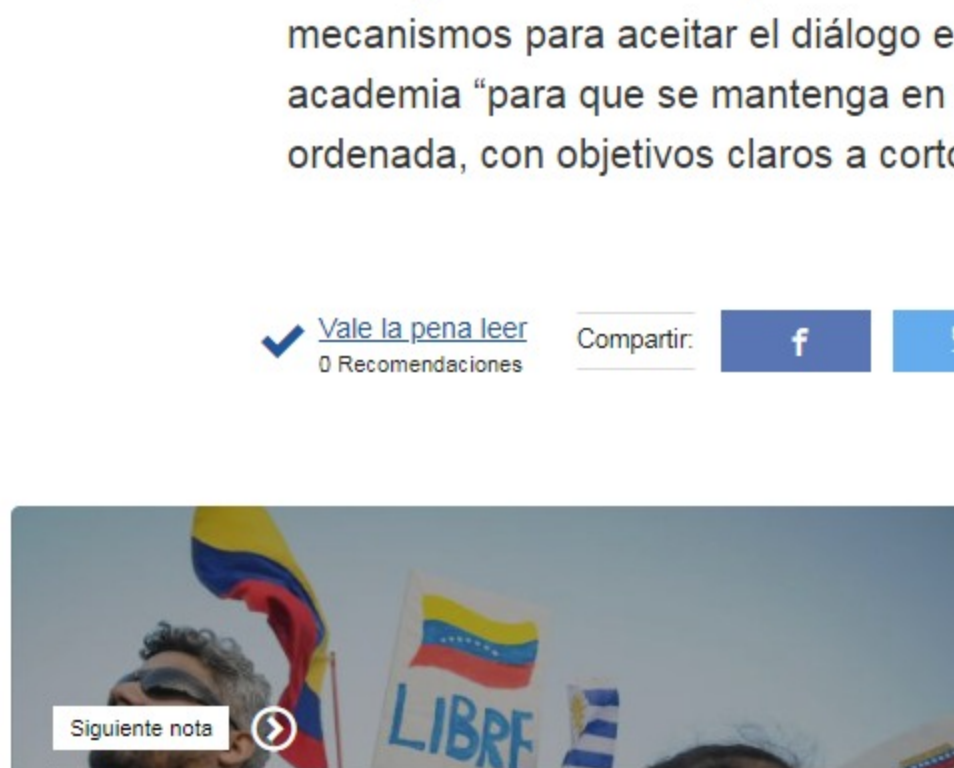 mecanismos para aceitar el diálogo e
academia “para que se mantenga en
ordenada, con objetivos claros a corto
Vale la pena leer
0 Recomendaciones
Compartir:
f
LIBRE
Siguiente nota